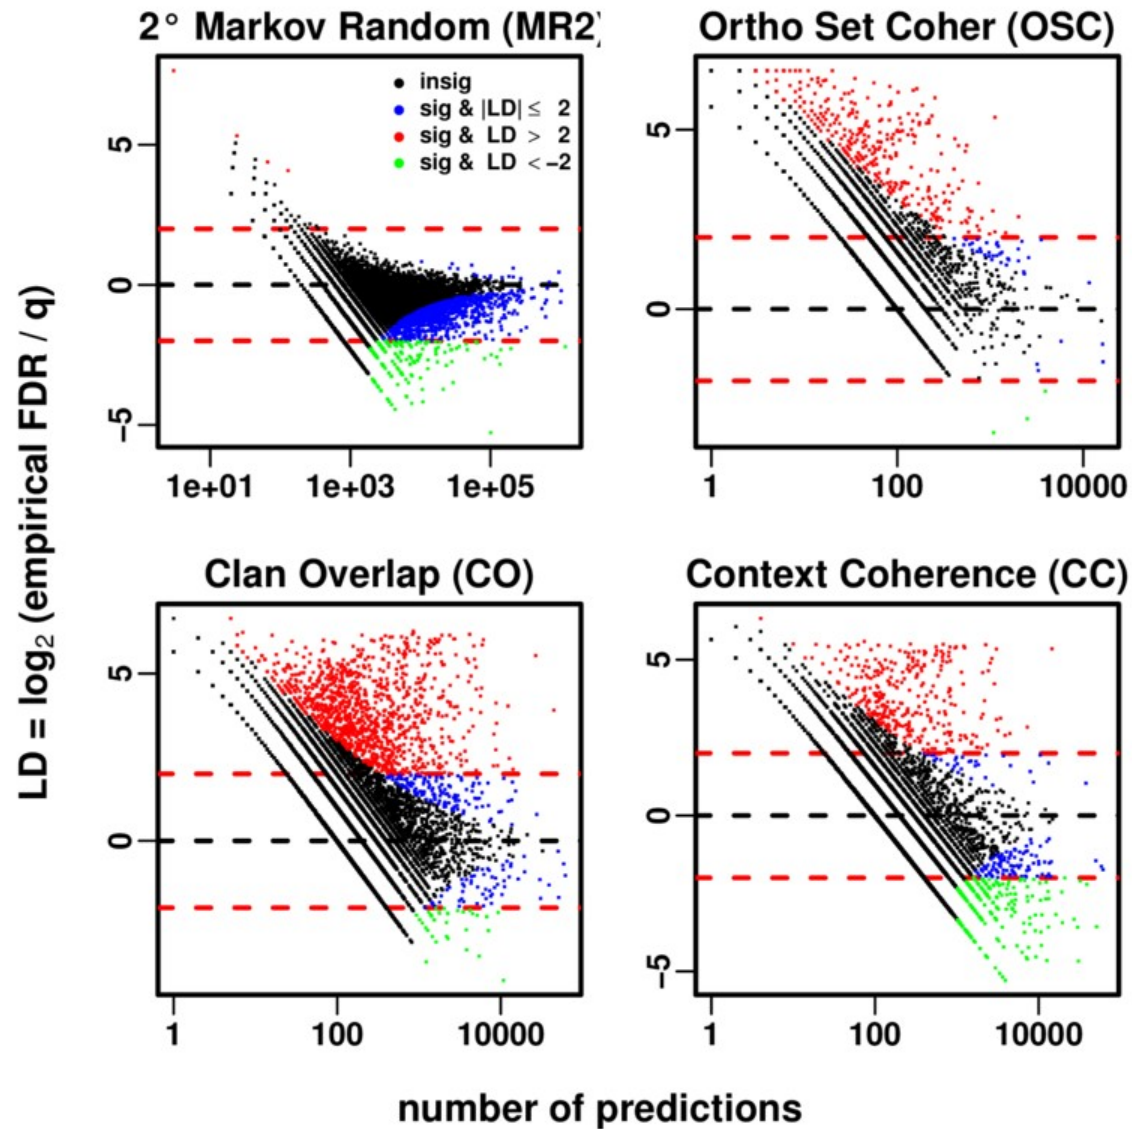 2° Markov Random (MR2)
insig
sig & |LD| ≤ 2
sig & LD > 2
sig & LD < −2
5
0
−5
1e+01 1e+03 1e+05
Ortho Set Coher (OSC)
5
0
1 100 10000
Clan Overlap (CO)
5
0
1 100 10000
Context Coherence (CC)
5
0
−5
1 100 10000
LD = log₂ (empirical FDR / q)
number of predictions